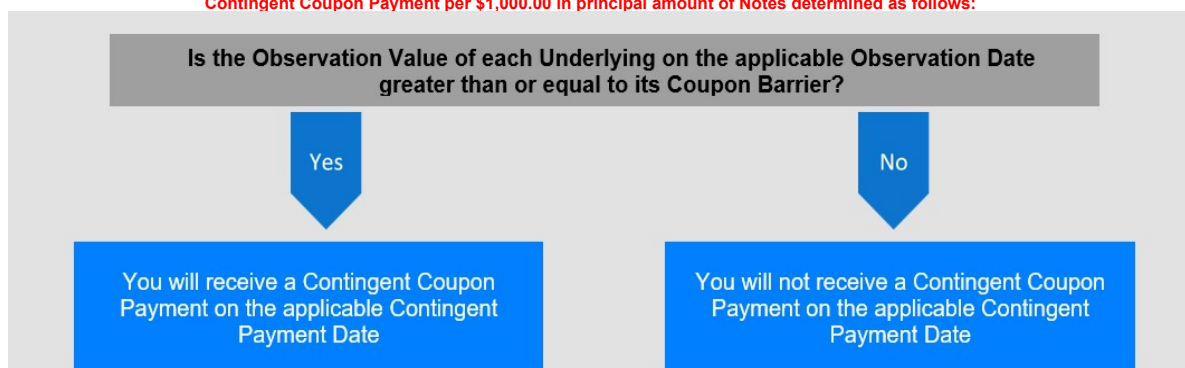 Contingent Coupon Payment per $1,000.00 in principal amount of Notes determined as follows:
Is the Observation Value of each Underlying on the applicable Observation Date
greater than or equal to its Coupon Barrier?
Yes
No
You will receive a Contingent Coupon
Payment on the applicable Contingent
Payment Date
You will not receive a Contingent Coupon
Payment on the applicable Contingent
Payment Date